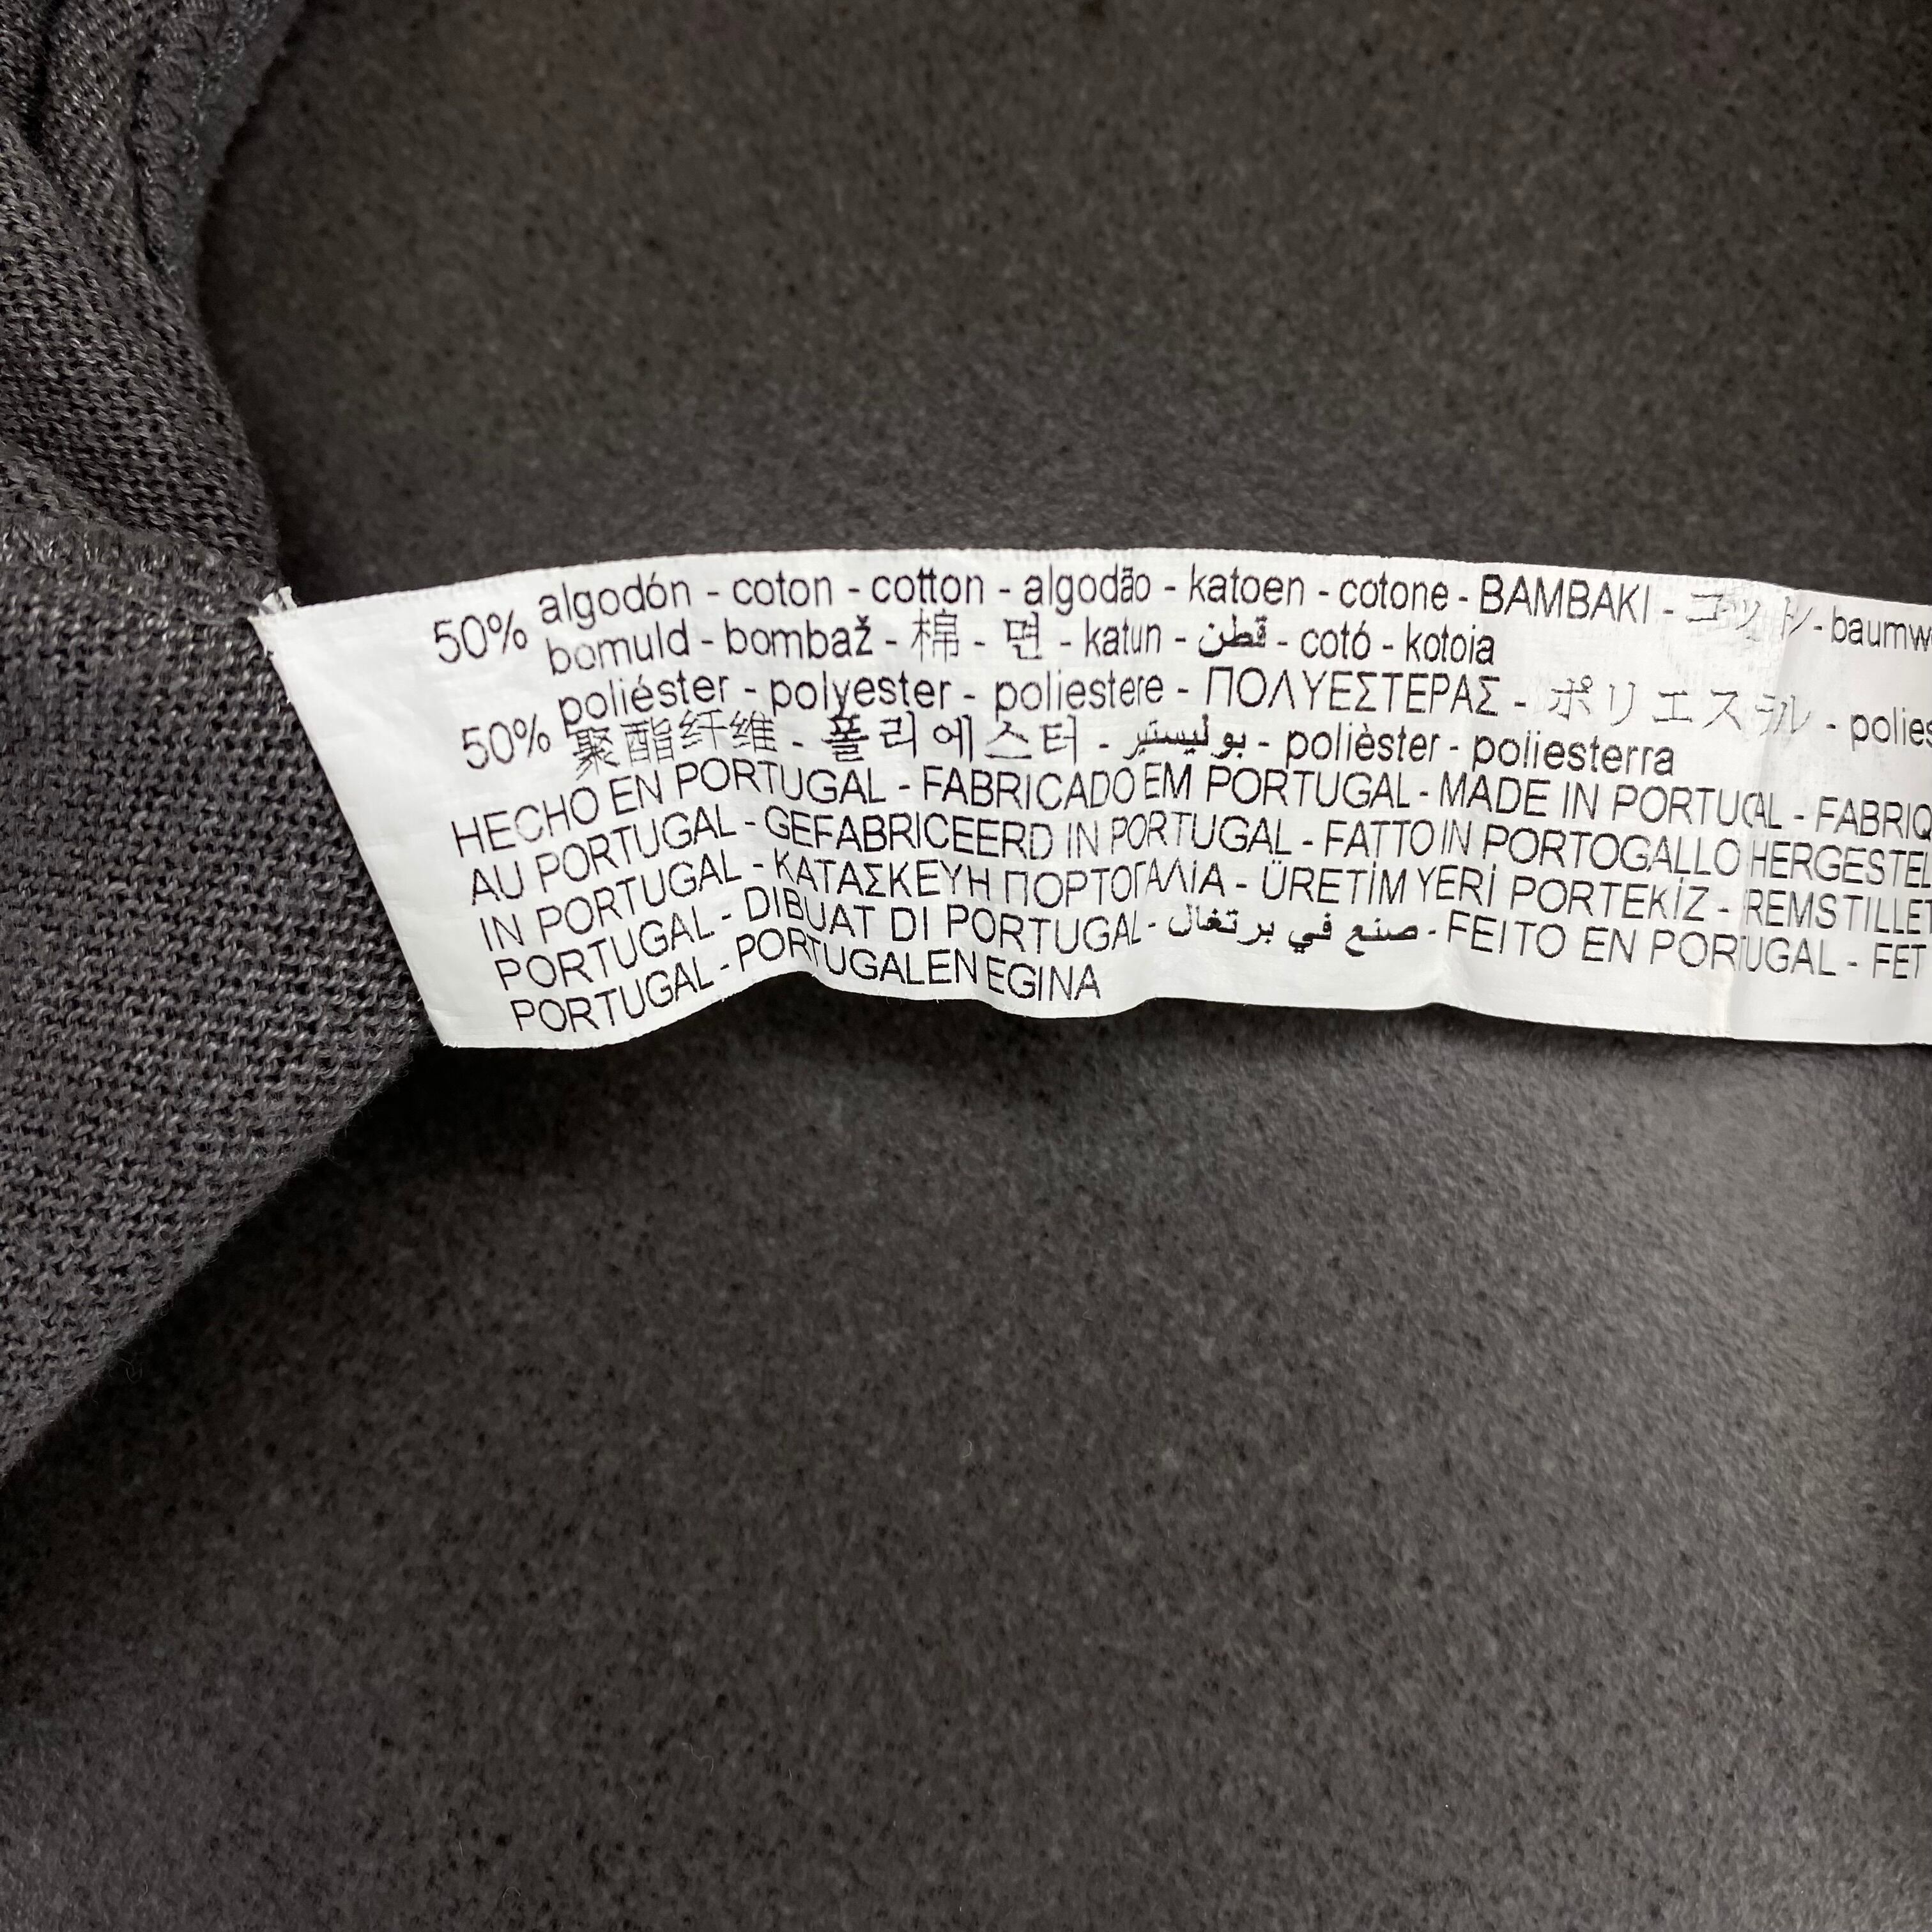 50% algodón - coton - cotton - algodão - katoen - cotone - BAMBAKI - コットン - baumw
bomuld - bombaž - 棉 - 면 - katun - قطن - cotó - kotoia
50% poliéster - polyester - poliestere - ΠΟΛΥΕΣΤΕΡΑΣ - ポリエステル - polies
聚酯纤维 - 폴리에스터 - بوليستير - polièster - poliesterra
HECHO EN PORTUGAL - FABRICADO EM PORTUGAL - MADE IN PORTUGAL - FABRIQ
AU PORTUGAL - GEFABRICEERD IN PORTUGAL - FATTO IN PORTOGALLO HERGESTEL
IN PORTUGAL - ΚΑΤΑΣΚΕΥΗ ΠΟΡΤΟΓΑΛΙΑ - ÜRETİM YERİ PORTEKİZ - REMSTILLET
PORTUGAL - DIBUAT DI PORTUGAL - صنع في برتغال - FEITO EN PORTUGAL - FET
PORTUGAL - PORTUGALEN EGINA